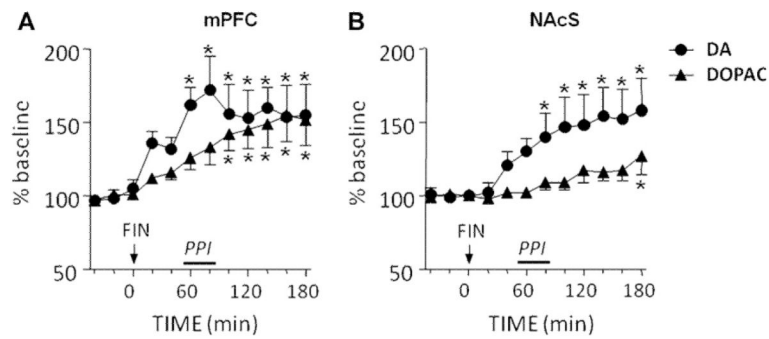 A
mPFC
200
150
100
50
% baseline
* * * * * * *
* * * * *
FIN
PPI
0 60 120 180
TIME (min)
B
NAcS
200
150
100
50
% baseline
* * * * * *
*
FIN
PPI
0 60 120 180
TIME (min)
DA
DOPAC